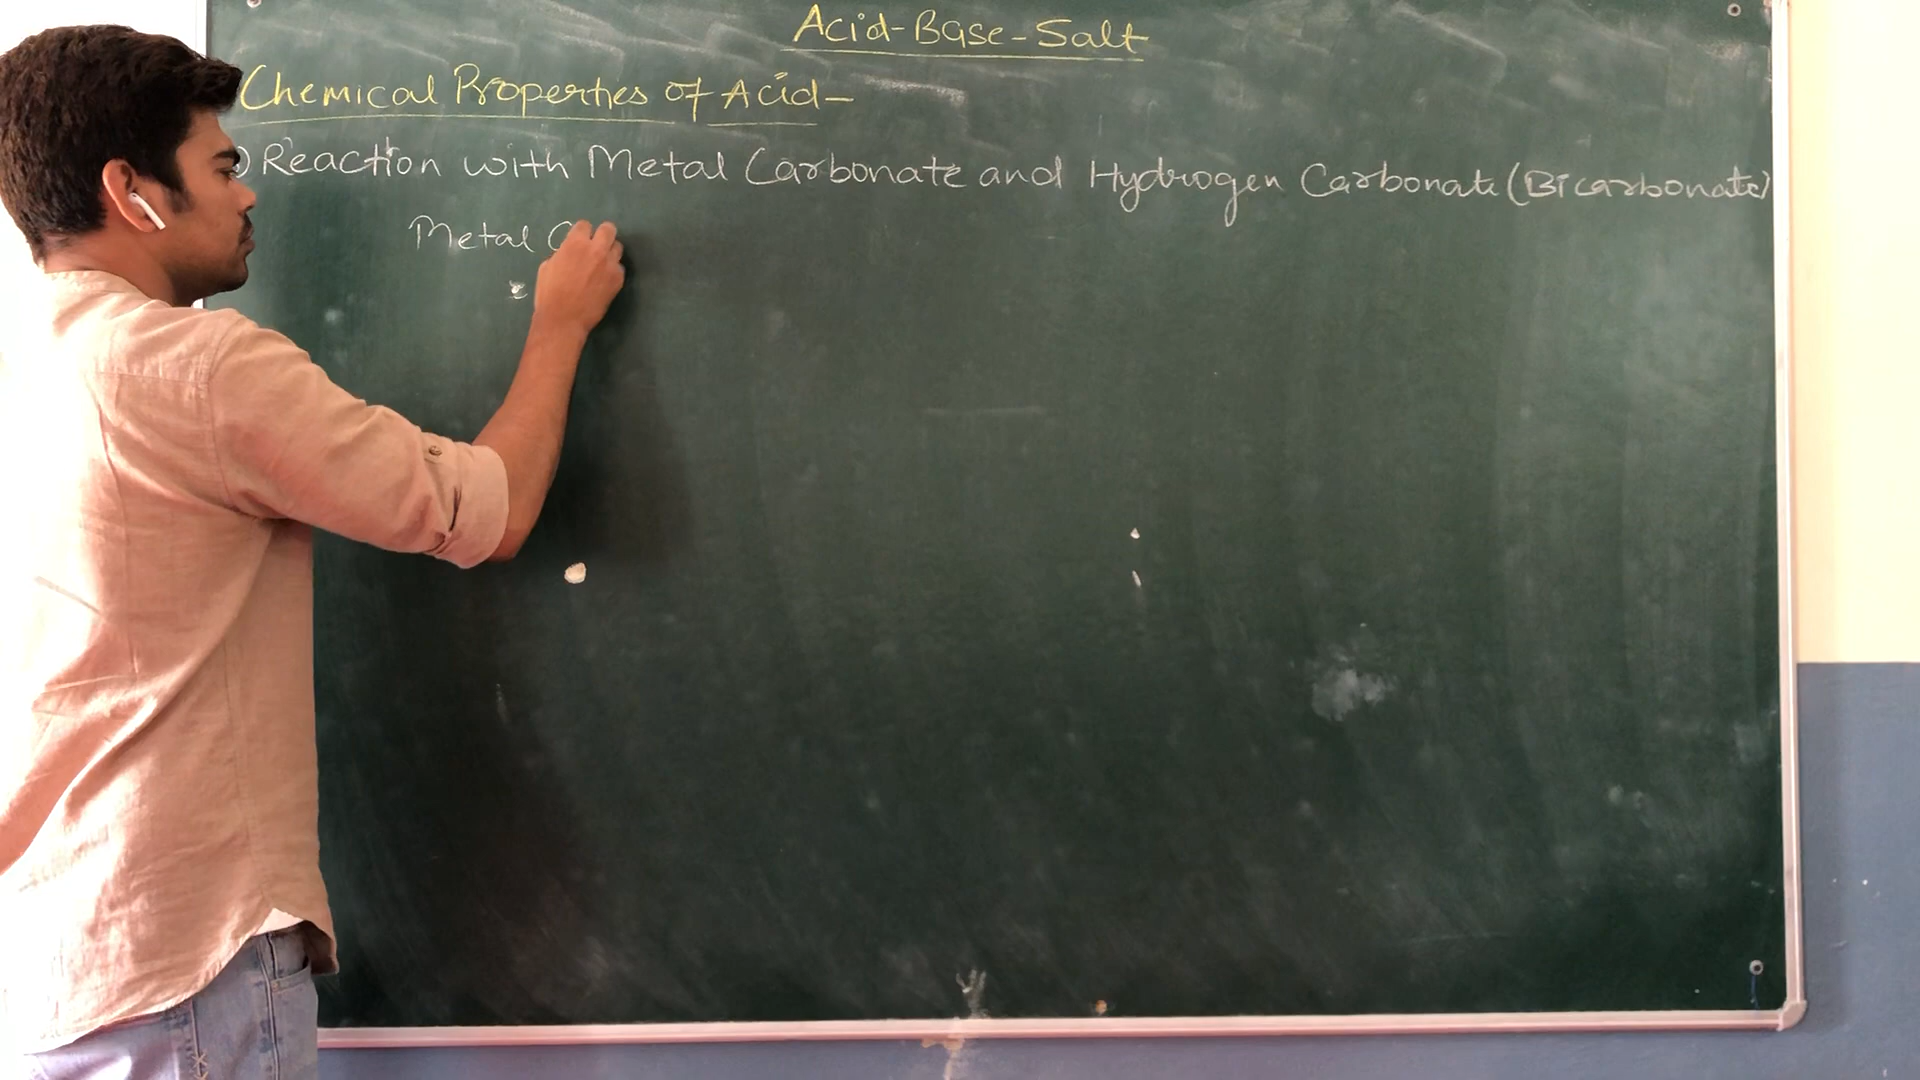 Acid-Base-Salt
Chemical Properties of Acid-
Reaction with Metal Carbonate and Hydrogen Carbonate (Bicarbonate)
Metal C